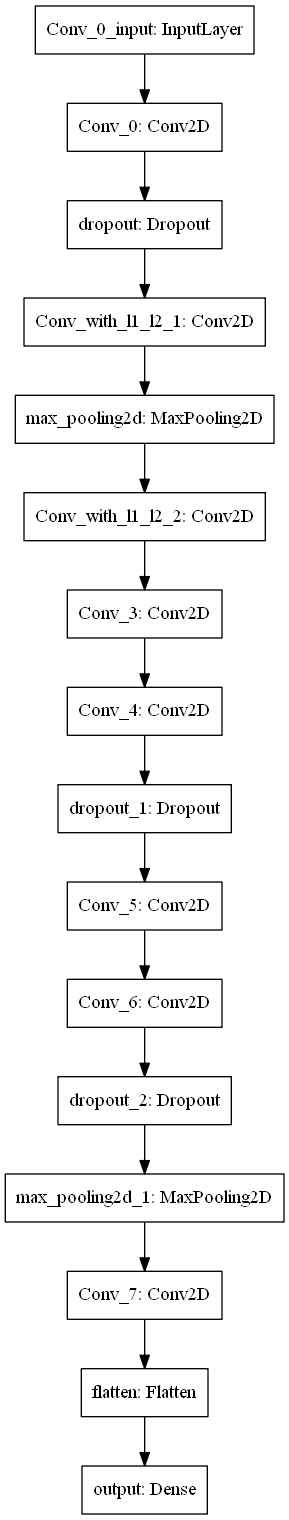 Conv_0_input: InputLayer
Conv_0: Conv2D
dropout: Dropout
Conv_with_l1_l2_1: Conv2D
max_pooling2d: MaxPooling2D
Conv_with_l1_l2_2: Conv2D
Conv_3: Conv2D
Conv_4: Conv2D
dropout_1: Dropout
Conv_5: Conv2D
Conv_6: Conv2D
dropout_2: Dropout
max_pooling2d_1: MaxPooling2D
Conv_7: Conv2D
flatten: Flatten
output: Dense